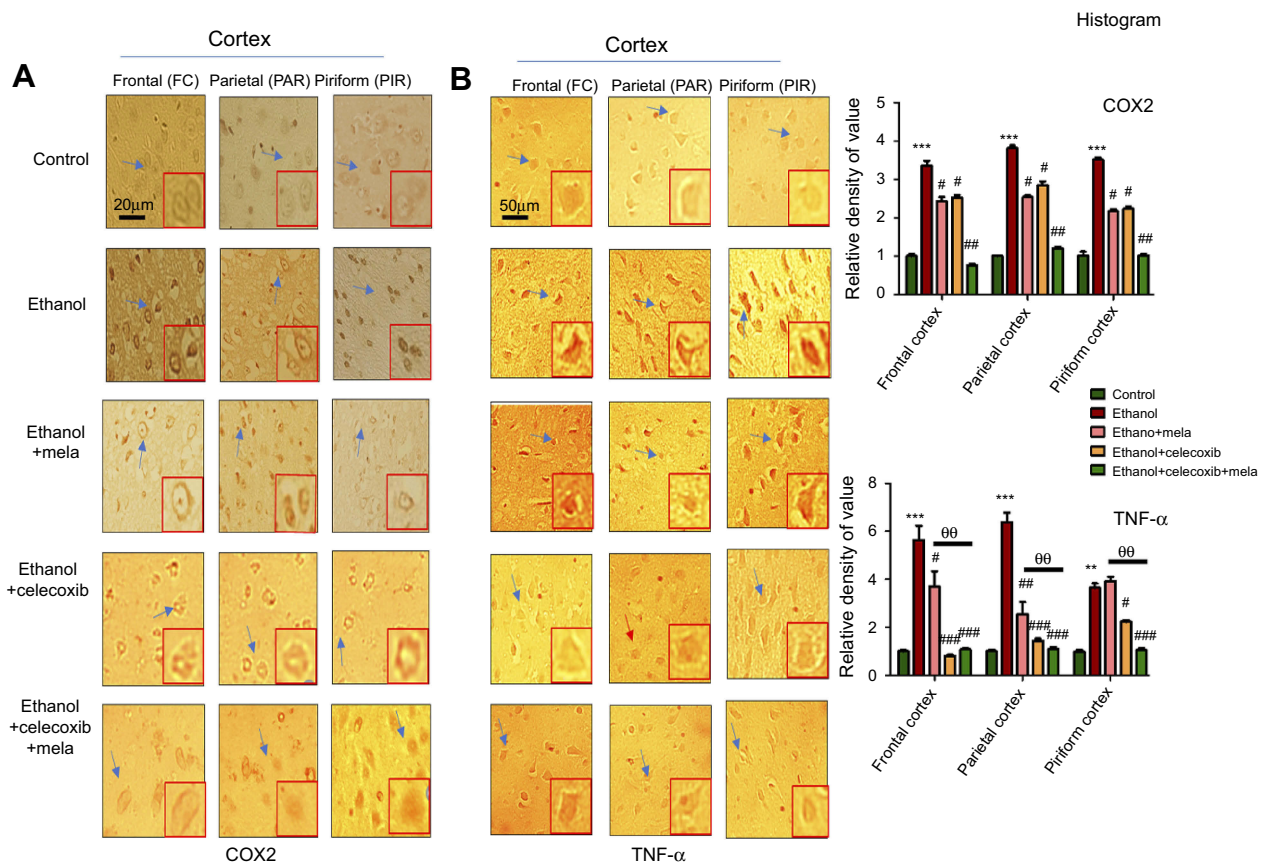 Histogram
A
Cortex
Frontal (FC) Parietal (PAR) Piriform (PIR)
Control
20μm
Ethanol
Ethanol
+mela
Ethanol
+celecoxib
Ethanol
+celecoxib
+mela
COX2
B
Cortex
Frontal (FC) Parietal (PAR) Piriform (PIR)
50μm
TNF-α
COX2
Relative density of value
5
4
3
2
1
0
*** # # ##
*** # # ##
*** # # ##
Frontal cortex
Parietal cortex
Piriform cortex
Control
Ethanol
Ethano+mela
Ethanol+celecoxib
Ethanol+celecoxib+mela
TNF-α
Relative density of value
8
6
4
2
0
*** # θθ ### ###
*** ## θθ ### ###
** θθ # ###
Frontal cortex
Parietal cortex
Piriform cortex